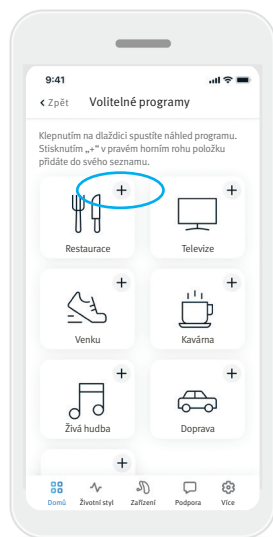 9:41
Zpět Volitelné programy
Klepnutím na dlaždici spustíte náhled programu.
Stisknutím „+“ v pravém horním rohu položku
přidáte do svého seznamu.
+ +
Restaurace Televize
+ +
Venku Kavárna
+ +
Živá hudba Doprava
+
Domů Životní styl Zařízení Podpora Více